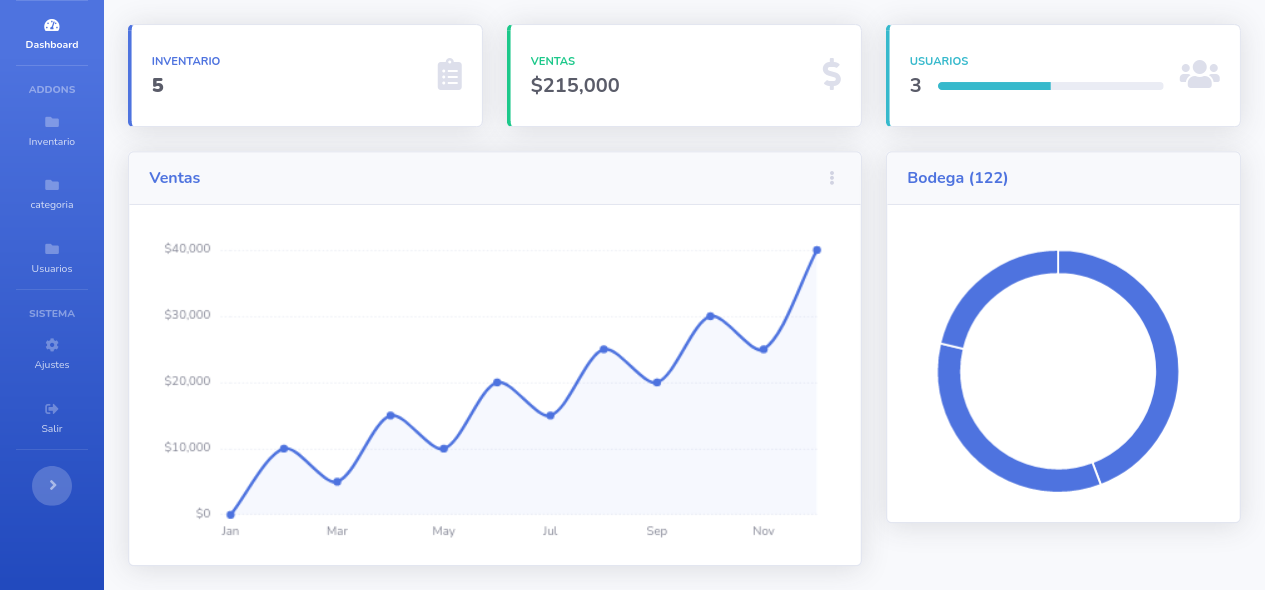 Dashboard
ADDONS
Inventario
categoria
Usuarios
SISTEMA
Ajustes
Salir
INVENTARIO
5
VENTAS
$215,000
USUARIOS
3
Ventas
$40,000
$30,000
$20,000
$10,000
$0
Jan Mar May Jul Sep Nov
Bodega (122)